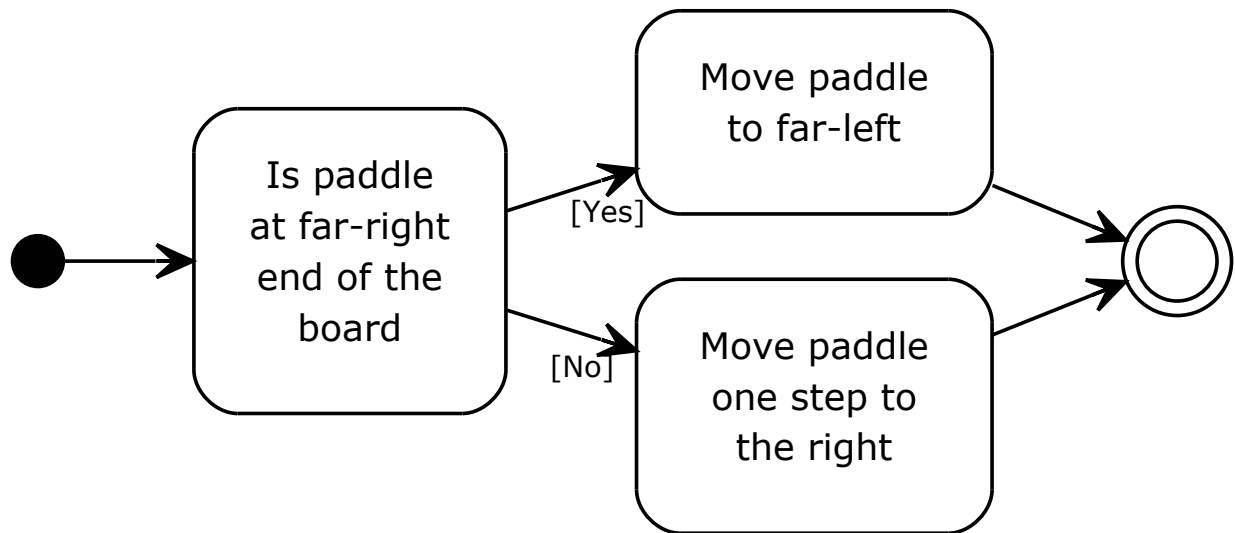 Is paddle
at far-right
end of the
board
[Yes]
Move paddle
to far-left
[No]
Move paddle
one step to
the right